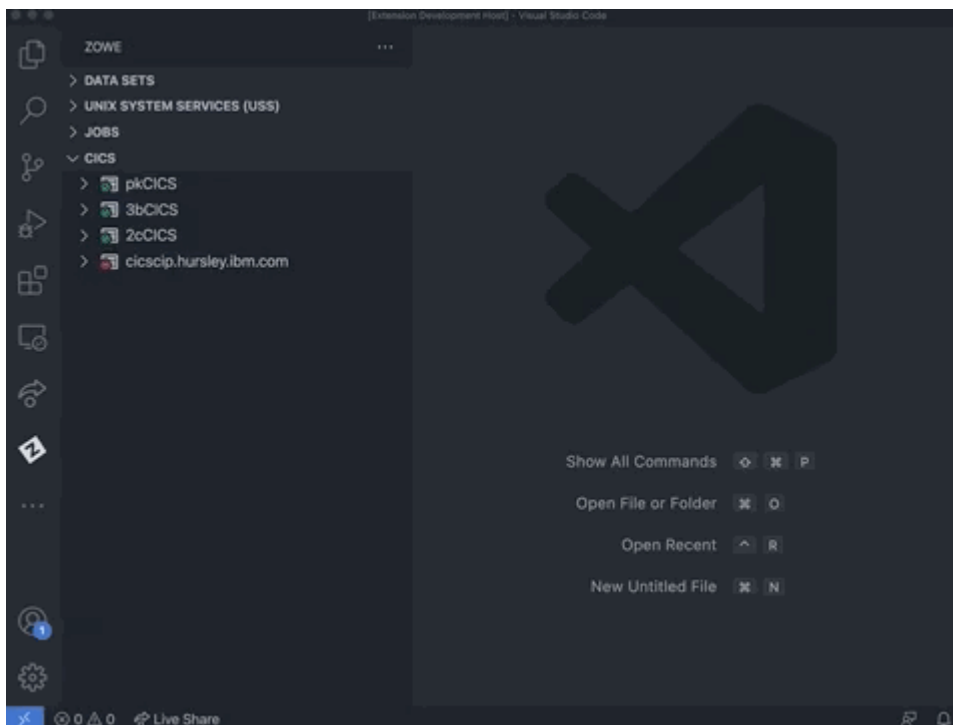 [Extension Development Host] - Visual Studio Code
ZOWE
DATA SETS
UNIX SYSTEM SERVICES (USS)
JOBS
CICS
pkCICS
3bCICS
2cCICS
cicscip.hursley.ibm.com
Show All Commands ⇧ ⌘ P
Open File or Folder ⌘ O
Open Recent ^ R
New Untitled File ⌘ N
1
0 0 Live Share